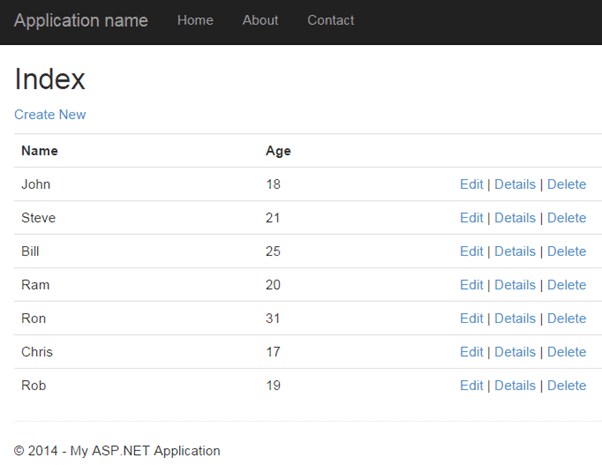 Application name Home About Contact
Index
Create New
Name Age
John 18 Edit | Details | Delete
Steve 21 Edit | Details | Delete
Bill 25 Edit | Details | Delete
Ram 20 Edit | Details | Delete
Ron 31 Edit | Details | Delete
Chris 17 Edit | Details | Delete
Rob 19 Edit | Details | Delete
© 2014 - My ASP.NET Application